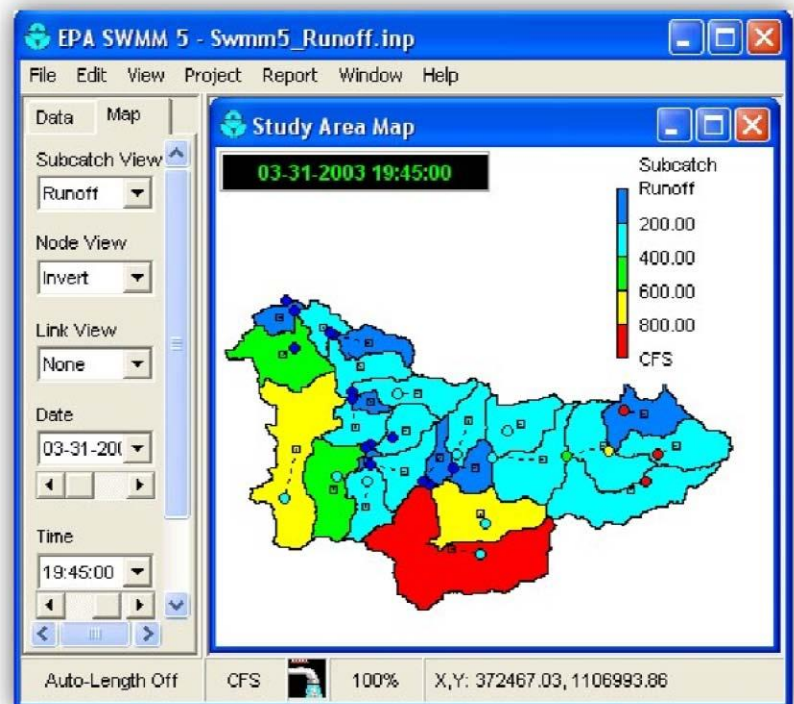 EPA SWMM 5 - Swmm5_Runoff.inp
File Edit View Project Report Window Help
Data Map
Subcatch View
Runoff
Node View
Invert
Link View
None
Date
03-31-200
Time
19:45:00
Study Area Map
03-31-2003 19:45:00
Subcatch
Runoff
200.00
400.00
600.00
800.00
CFS
Auto-Length Off CFS 100% X,Y: 372467.03, 1106993.86